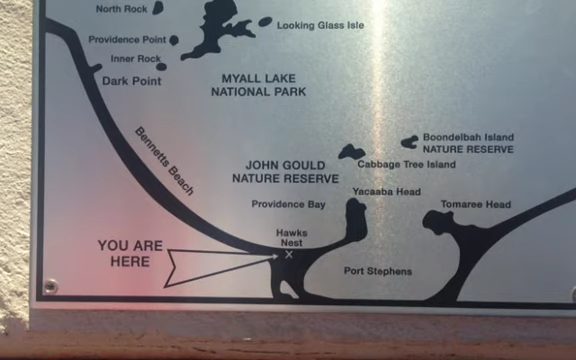 North Rock
Looking Glass Isle
Providence Point
Inner Rock
Dark Point
MYALL LAKE
NATIONAL PARK
Bennetts Beach
Boondelbah Island
NATURE RESERVE
JOHN GOULD
NATURE RESERVE
Cabbage Tree Island
Yacaaba Head
Providence Bay
Tomaree Head
Hawks
Nest
YOU ARE
HERE
Port Stephens